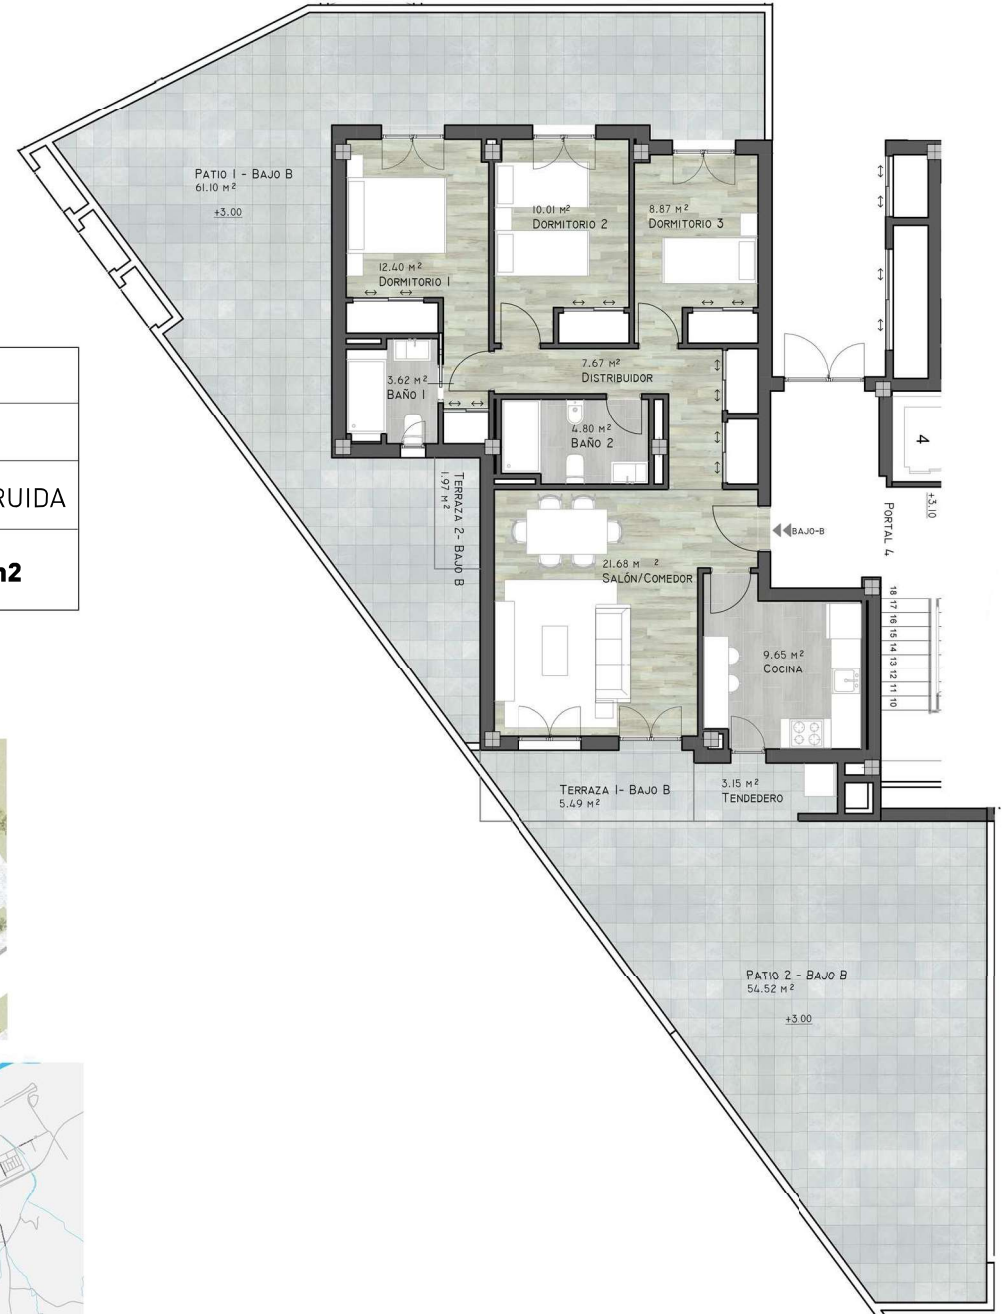 PATIO 1 - BAJO B
61.10 M²
+3.00
10.01 M²
DORMITORIO 2
8.87 M²
DORMITORIO 3
12.40 M²
DORMITORIO 1
7.67 M²
DISTRIBUIDOR
3.62 M²
BAÑO 1
4.80 M²
BAÑO 2
4
+3.10
PORTAL 4
RUIDA
m2
TERRAZA 2- BAJO B
1.97 M²
BAJO-B
21.68 M²
SALÓN/COMEDOR
18 17 16 15 14 13 12 11 10
9.65 M²
COCINA
TERRAZA 1- BAJO B
5.49 M²
3.15 M²
TENDEDERO
PATIO 2 - BAJO B
54.52 M²
+3.00